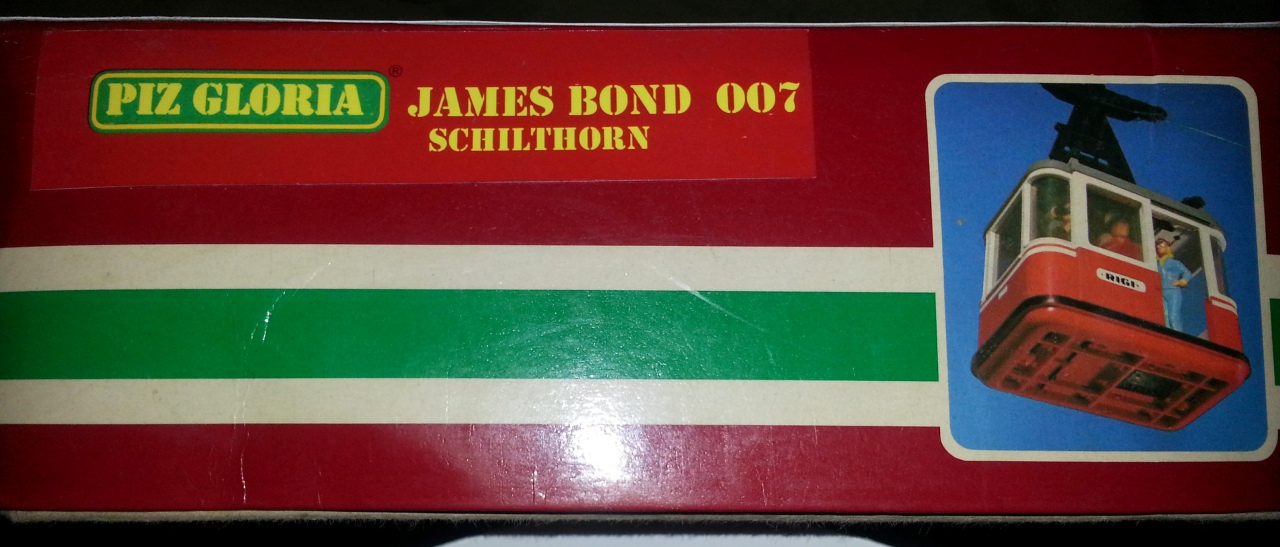 PIZ GLORIA ®
JAMES BOND 007
SCHILTHORN
RIGI